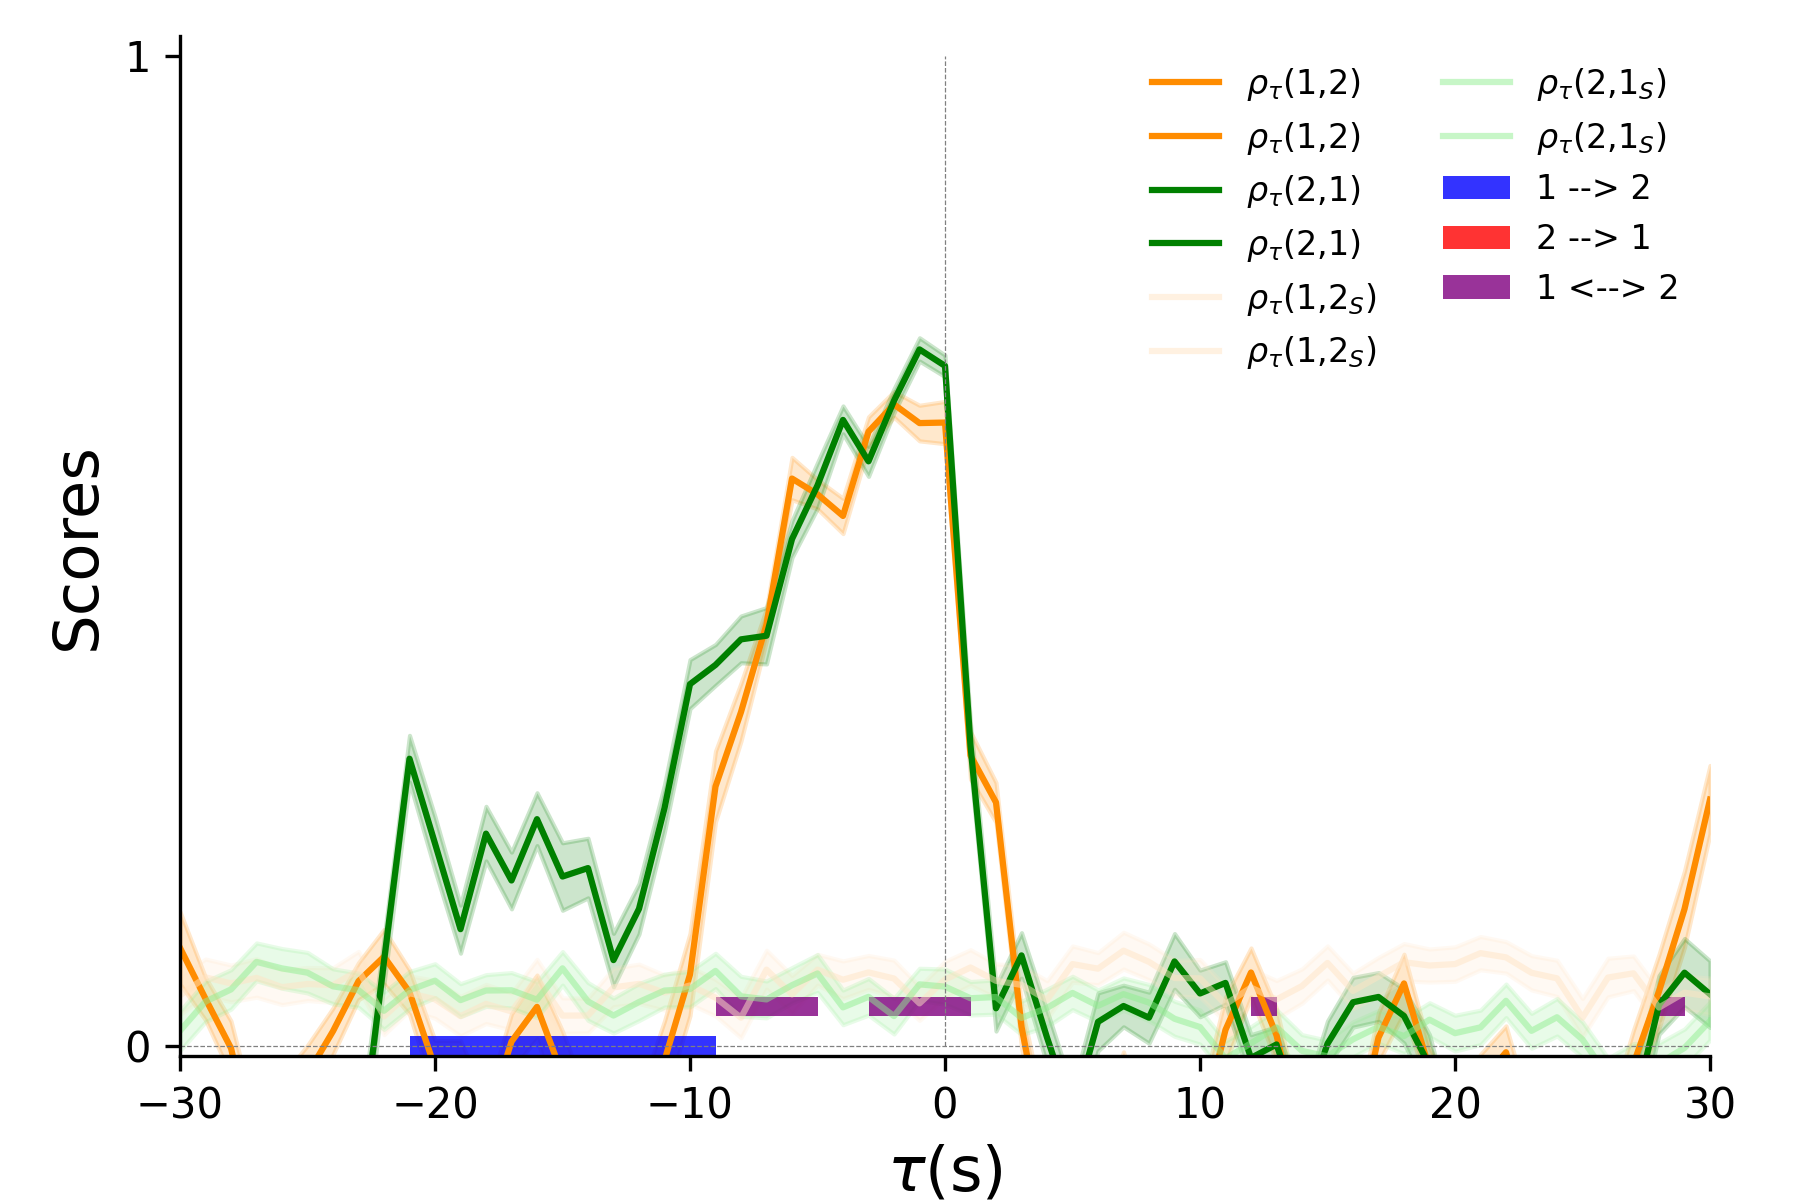 1
ρτ(1,2)
ρτ(1,2)
ρτ(2,1)
ρτ(2,1)
ρτ(1,2S)
ρτ(1,2S)
ρτ(2,1S)
ρτ(2,1S)
1 --> 2
2 --> 1
1 <--> 2
Scores
0
−30 −20 −10 0 10 20 30
τ(s)